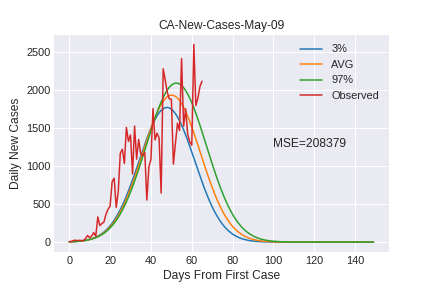 CA-New-Cases-May-09
Daily New Cases
2500
2000
1500
1000
500
0
3%
AVG
97%
Observed
MSE=208379
0 20 40 60 80 100 120 140
Days From First Case